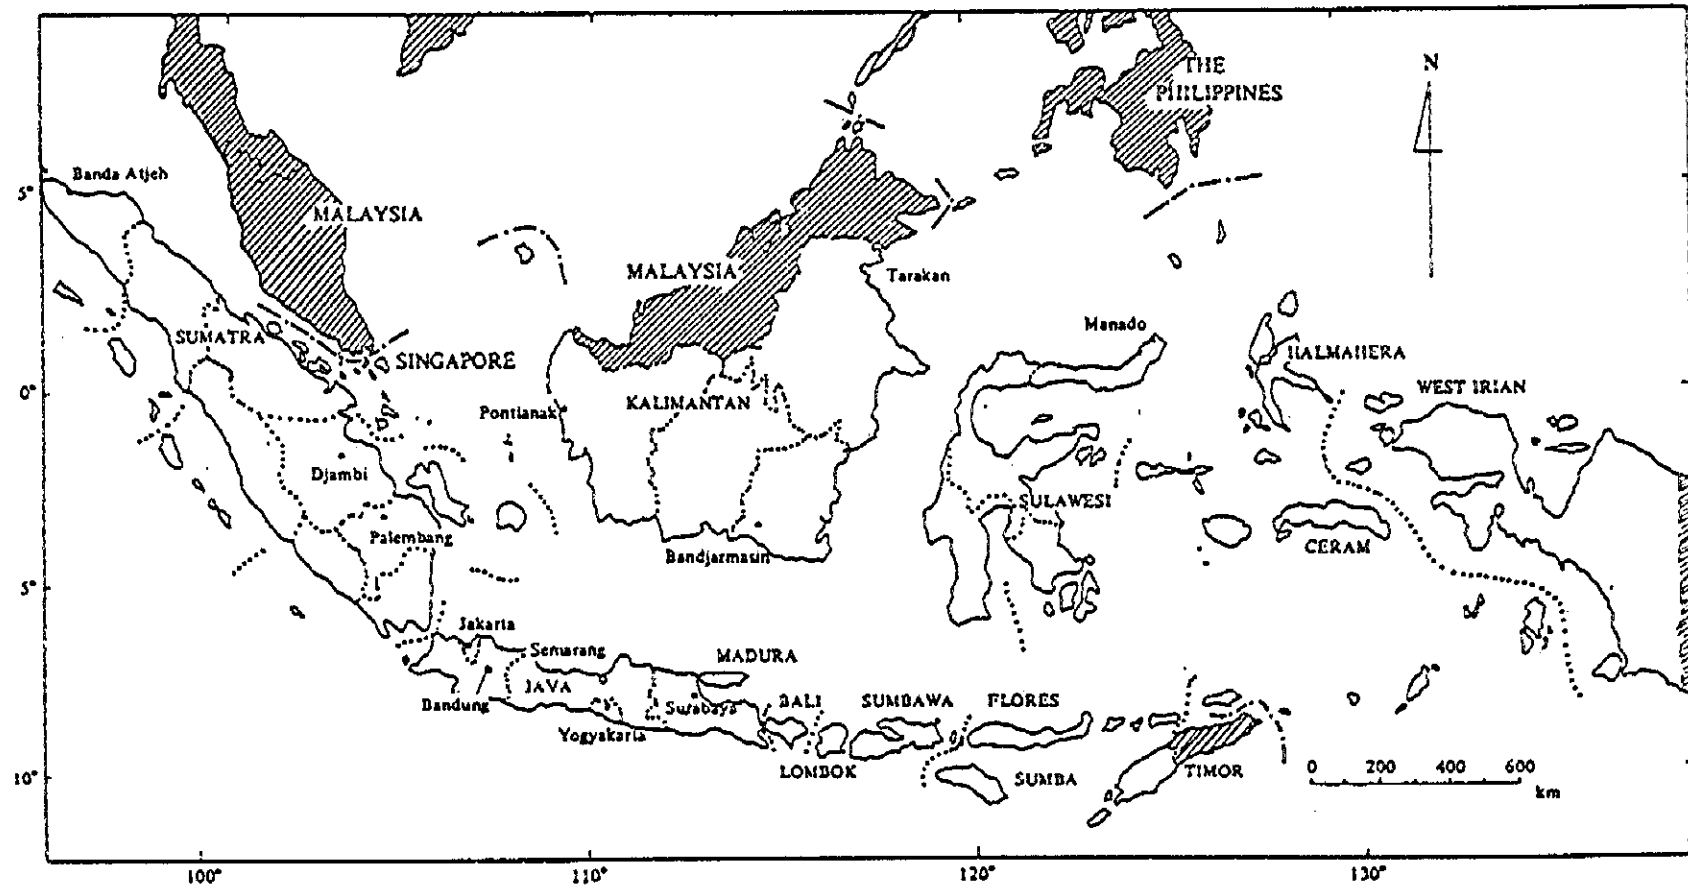 THE
PHILIPPINES
N
Banda Atjeh
5°
MALAYSIA
MALAYSIA
Tarakan
Manado
SUMATRA
SINGAPORE
HALMAHERA
WEST IRIAN
0°
KALIMANTAN
Pontianak
Djambi
SULAWESI
Palembang
Bandjarmasin
CERAM
5°
Jakarta
Semarang
MADURA
JAVA
Bandung
Surabaya
BALI
SUMBAWA
FLORES
Yogyakarta
10°
LOMBOK
SUMBA
TIMOR
0 200 400 600
km
100°
110°
120°
130°